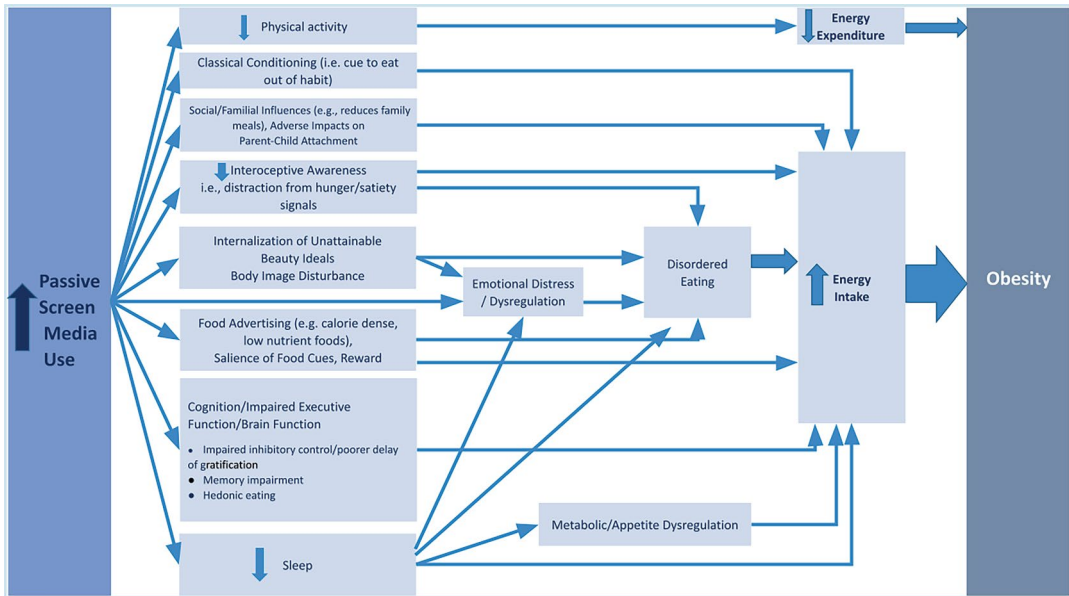 Physical activity
Energy
Expenditure
Classical Conditioning (i.e. cue to eat
out of habit)
Social/Familial Influences (e.g., reduces family
meals), Adverse Impacts on
Parent-Child Attachment
Interoceptive Awareness
i.e., distraction from hunger/satiety
signals
Internalization of Unattainable
Beauty Ideals
Body Image Disturbance
Passive
Screen
Media
Use
Emotional Distress
/ Dysregulation
Disordered
Eating
Energy
Intake
Obesity
Food Advertising (e.g. calorie dense,
low nutrient foods),
Salience of Food Cues, Reward
Cognition/Impaired Executive
Function/Brain Function
• Impaired inhibitory control/poorer delay
of gratification
• Memory impairment
• Hedonic eating
Metabolic/Appetite Dysregulation
Sleep